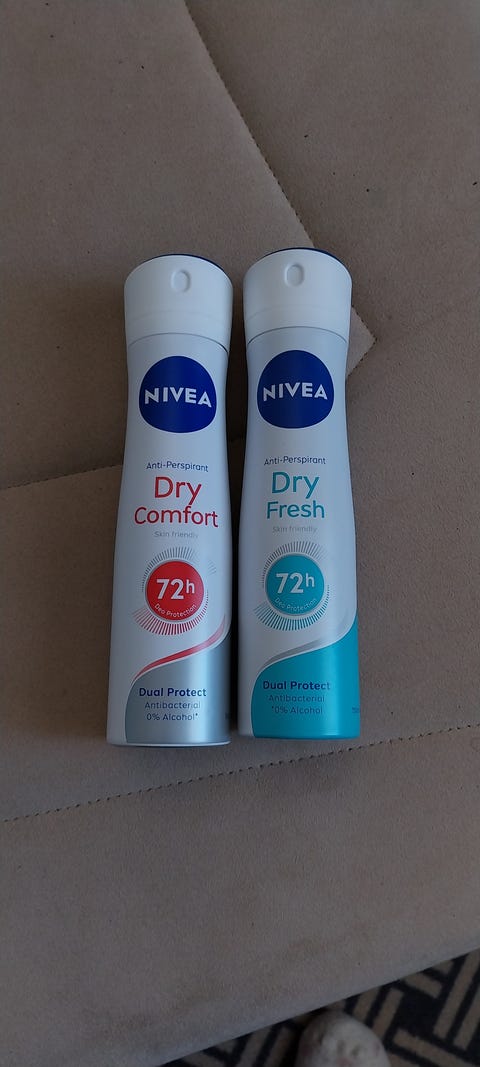 NIVEA
Anti-Perspirant
Dry
Comfort
Skin friendly
72h
Deo Protection
Dual Protect
Antibacterial
0% Alcohol*
NIVEA
Anti-Perspirant
Dry
Fresh
Skin friendly
72h
Deo Protection
Dual Protect
Antibacterial
*0% Alcohol